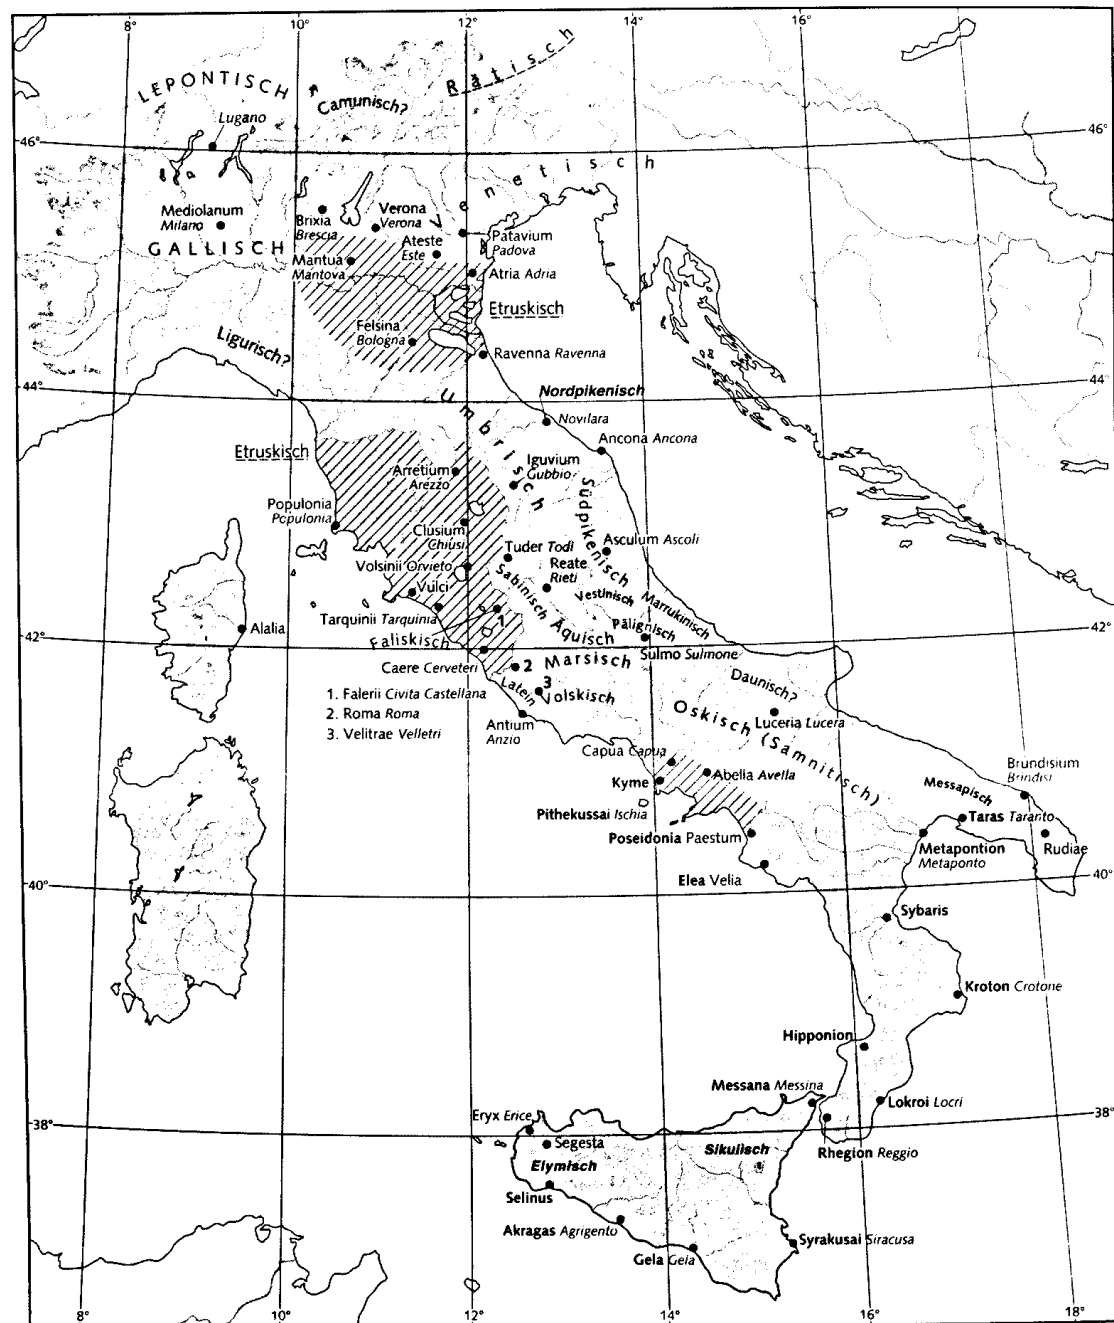 8°
10°
12°
14°
16°
Rätisch
LEPONTISCH
Camunisch?
Lugano
46°
46°
Venetisch
Mediolanum
Milano
Brixia
Brescia
Verona
Verona
Ateste
Este
Patavium
Padova
GALLISCH
Mantua
Mantova
Atria Adria
Etruskisch
Felsina
Bologna
Ravenna Ravenna
Ligurisch?
44°
44°
Umbrisch
Nordpikenisch
Novilara
Ancona Ancona
Etruskisch
Arretium
Arezzo
Iguvium
Gubbio
Südpikenisch
Populonia
Populonia
Clusium
Chiusi
Tuder Todi
Asculum Ascoli
Reate
Rieti
Volsinii Orvieto
Vulci
Sabinisch
Vestinisch
Marrukinisch
Tarquinii Tarquinia
1
Äquisch
Pälignisch
Alalia
42°
42°
Faliskisch
Sulmo Sulmone
Caere Cerveteri
2
Marsisch
3
Latein
Volskisch
Daunisch?
1. Falerii Civita Castellana
2. Roma Roma
3. Velitrae Velletri
Antium
Anzio
Luceria Lucera
Oskisch (Samnitisch)
Capua Capua
Abella Avella
Kyme
Brundisium
Brindisi
Messapisch
Pithekussai Ischia
Taras Taranto
Poseidonia Paestum
Metapontion
Metaponto
Rudiae
Elea Velia
40°
40°
Sybaris
Kroton Crotone
Hipponion
Messana Messina
Lokroi Locri
38°
38°
Eryx Erice
Segesta
Sikulisch
Rhegion Reggio
Elymisch
Selinus
Akragas Agrigento
Syrakusai Siracusa
Gela Gela
8°
10°
12°
14°
16°
18°